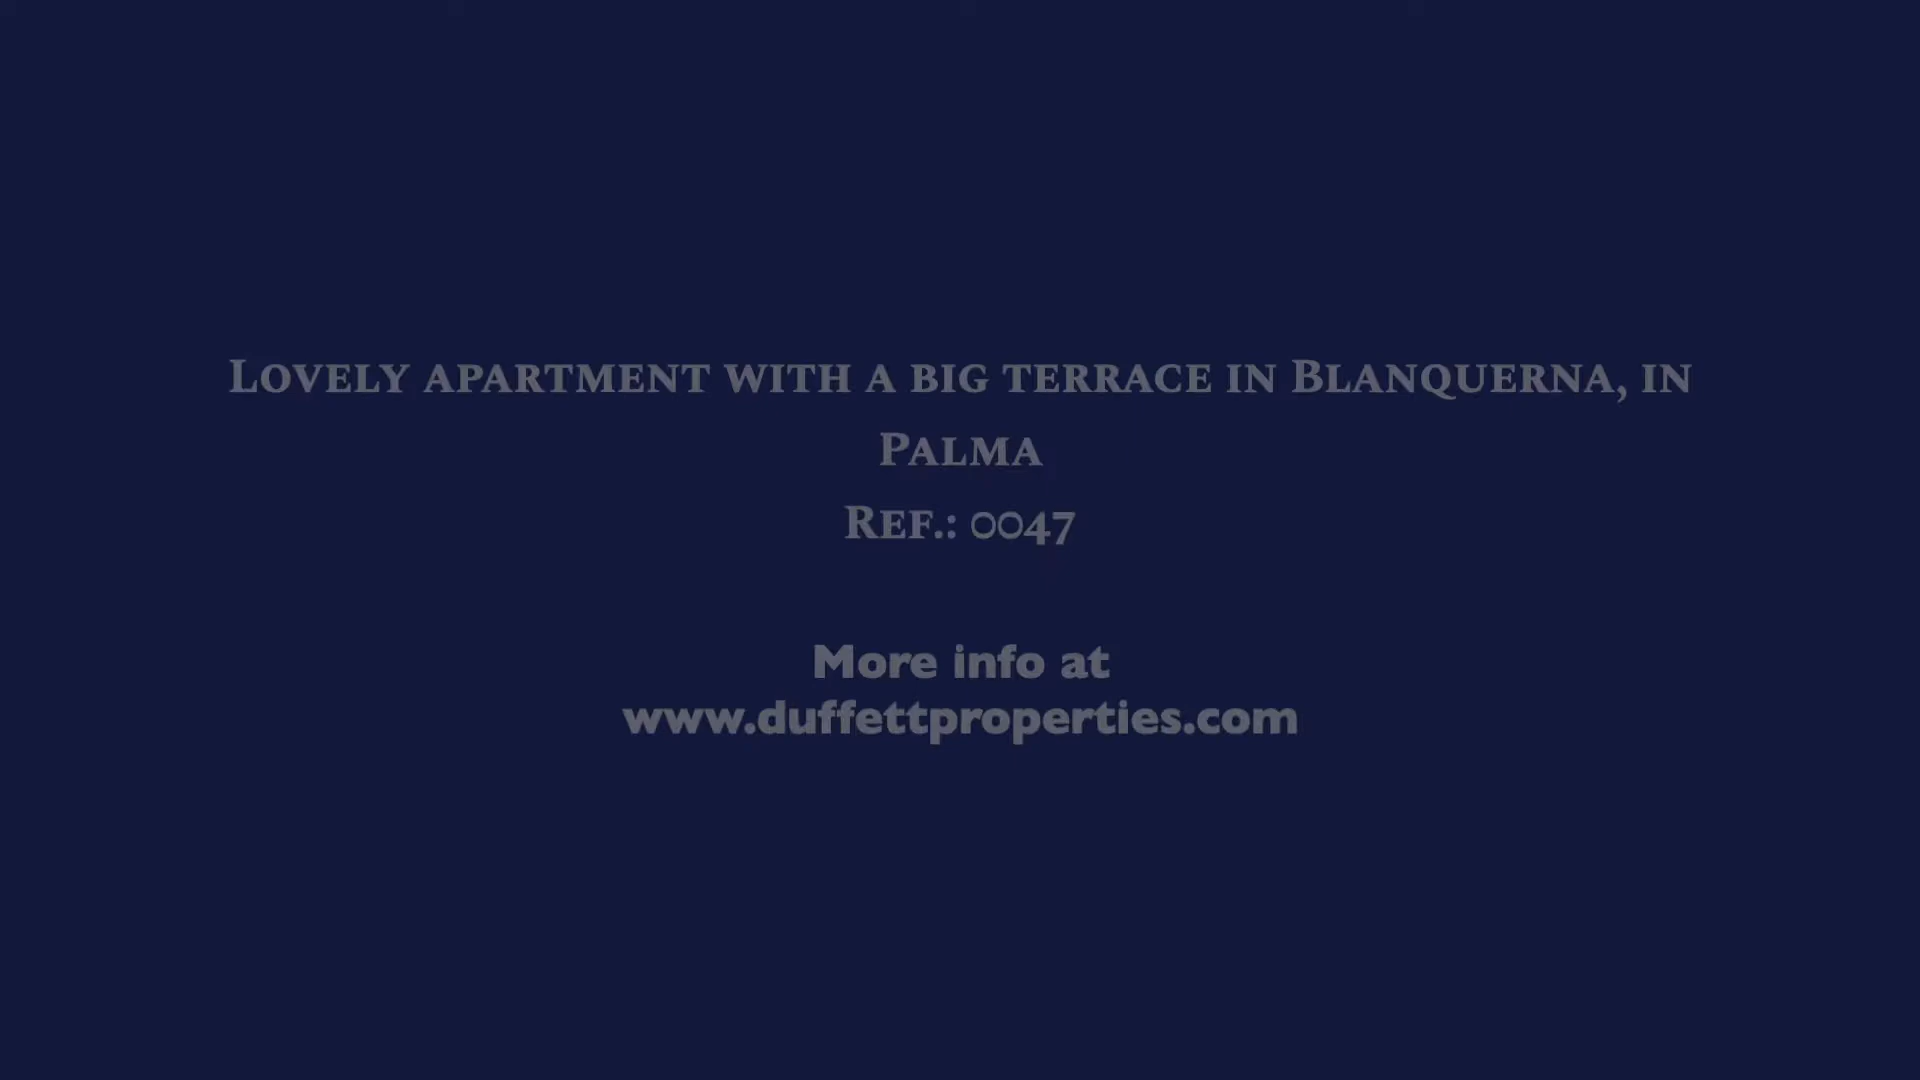 Lovely apartment with a big terrace in Blanquerna, in
Palma
Ref.: 0047
More info at
www.duffettproperties.com